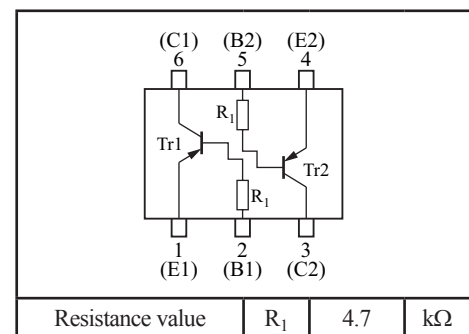 (C1) (B2) (E2)
6 5 4
R1
Tr1
Tr2
R1
1 2 3
(E1) (B1) (C2)
Resistance value R1 4.7 kΩ